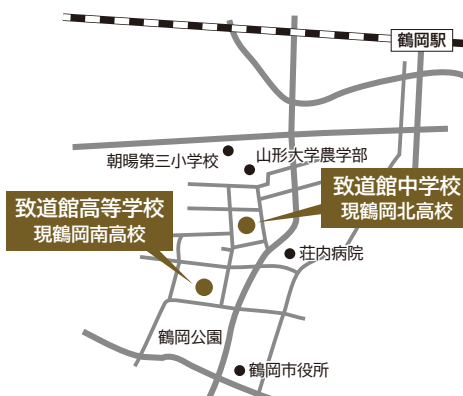 鶴岡駅
朝暘第三小学校
山形大学農学部
致道館中学校
現鶴岡北高校
致道館高等学校
現鶴岡南高校
荘内病院
鶴岡公園
鶴岡市役所